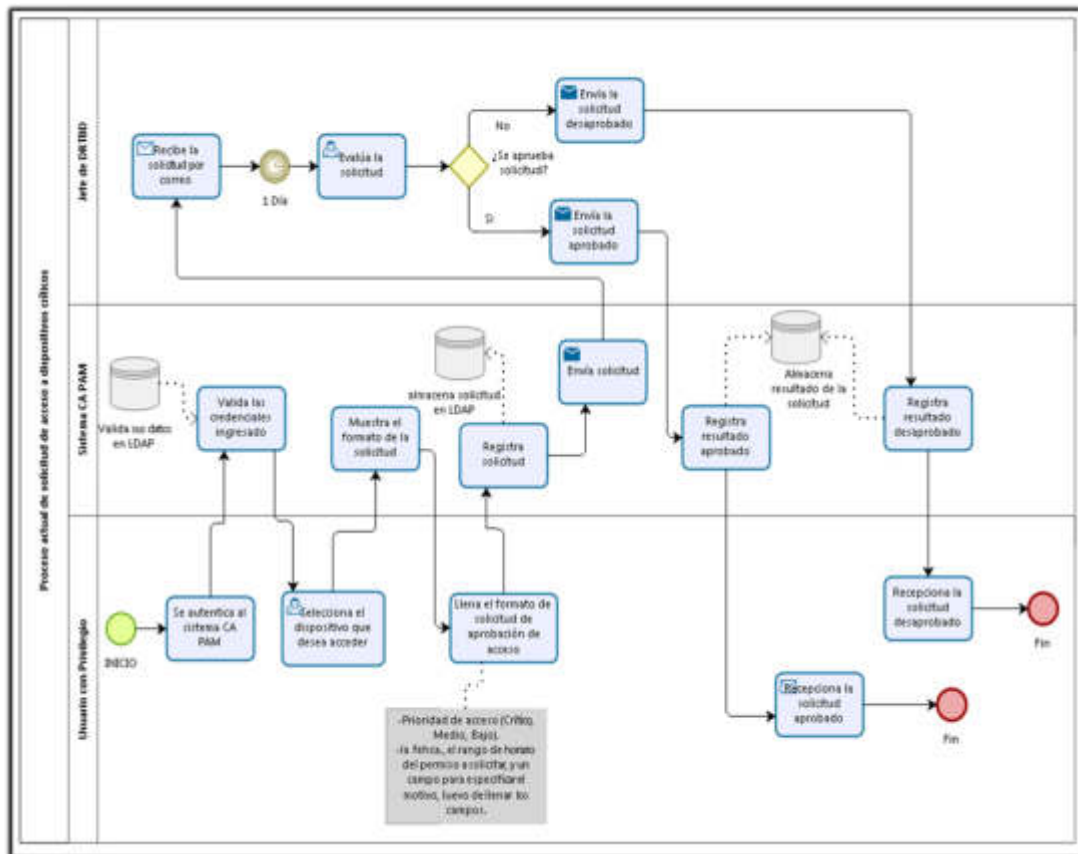 Proceso actual de solicitud de acceso a dispositivos críticos
Jefe de DRTBD
Recibe la
solicitud por
correo
1 Día
Evalúa la
solicitud
¿Se aprueba
solicitud?
No
Envía la
solicitud
desaprobado
Si
Envía la
solicitud
aprobado
Sistema CA PAM
Valida sus datos
en LDAP
Valida las
credenciales
ingresado
Muestra el
formato de la
solicitud
almacena solicitud
en LDAP
Registra
solicitud
Envía solicitud
Registra
resultado
aprobado
Almacena
resultado de la
solicitud
Registra
resultado
desaprobado
Usuario con Privilegio
INICIO
Se autentica al
sistema CA
PAM
Selecciona el
dispositivo que
desea acceder
Llena el formato de
solicitud de
aprobación de
acceso
-Prioridad de acceso (Crítico,
Medio, Bajo).
-la fecha, el rango de horario
del permiso a solicitar, y un
campo para especificar el
motivo, luego de llenar los
campos.
Recepciona la
solicitud
aprobado
Fin
Recepciona la
solicitud
desaprobado
Fin